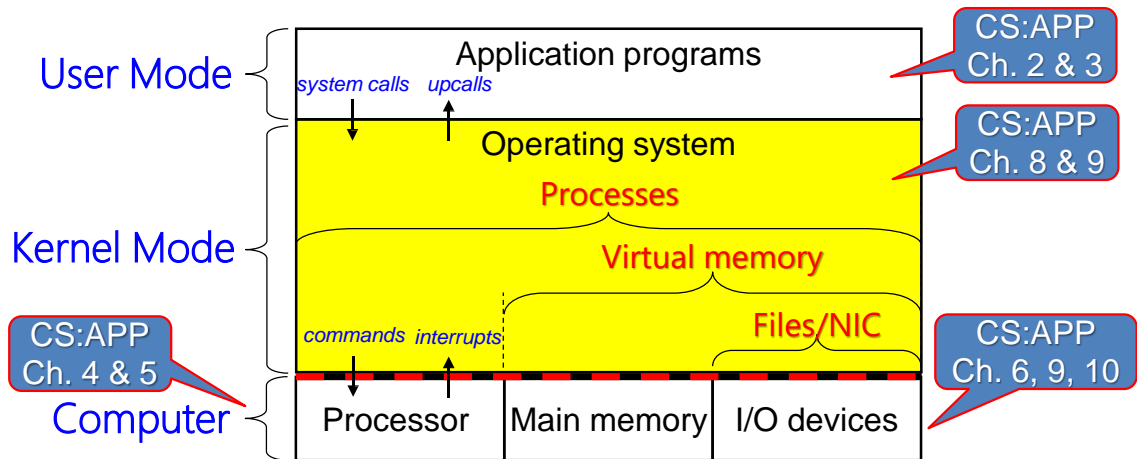 CS:APP
Ch. 2 & 3
User Mode
Application programs
system calls upcalls
CS:APP
Ch. 8 & 9
Operating system
Processes
Kernel Mode
Virtual memory
CS:APP
Ch. 4 & 5
commands interrupts
Files/NIC
CS:APP
Ch. 6, 9, 10
Computer
Processor
Main memory
I/O devices